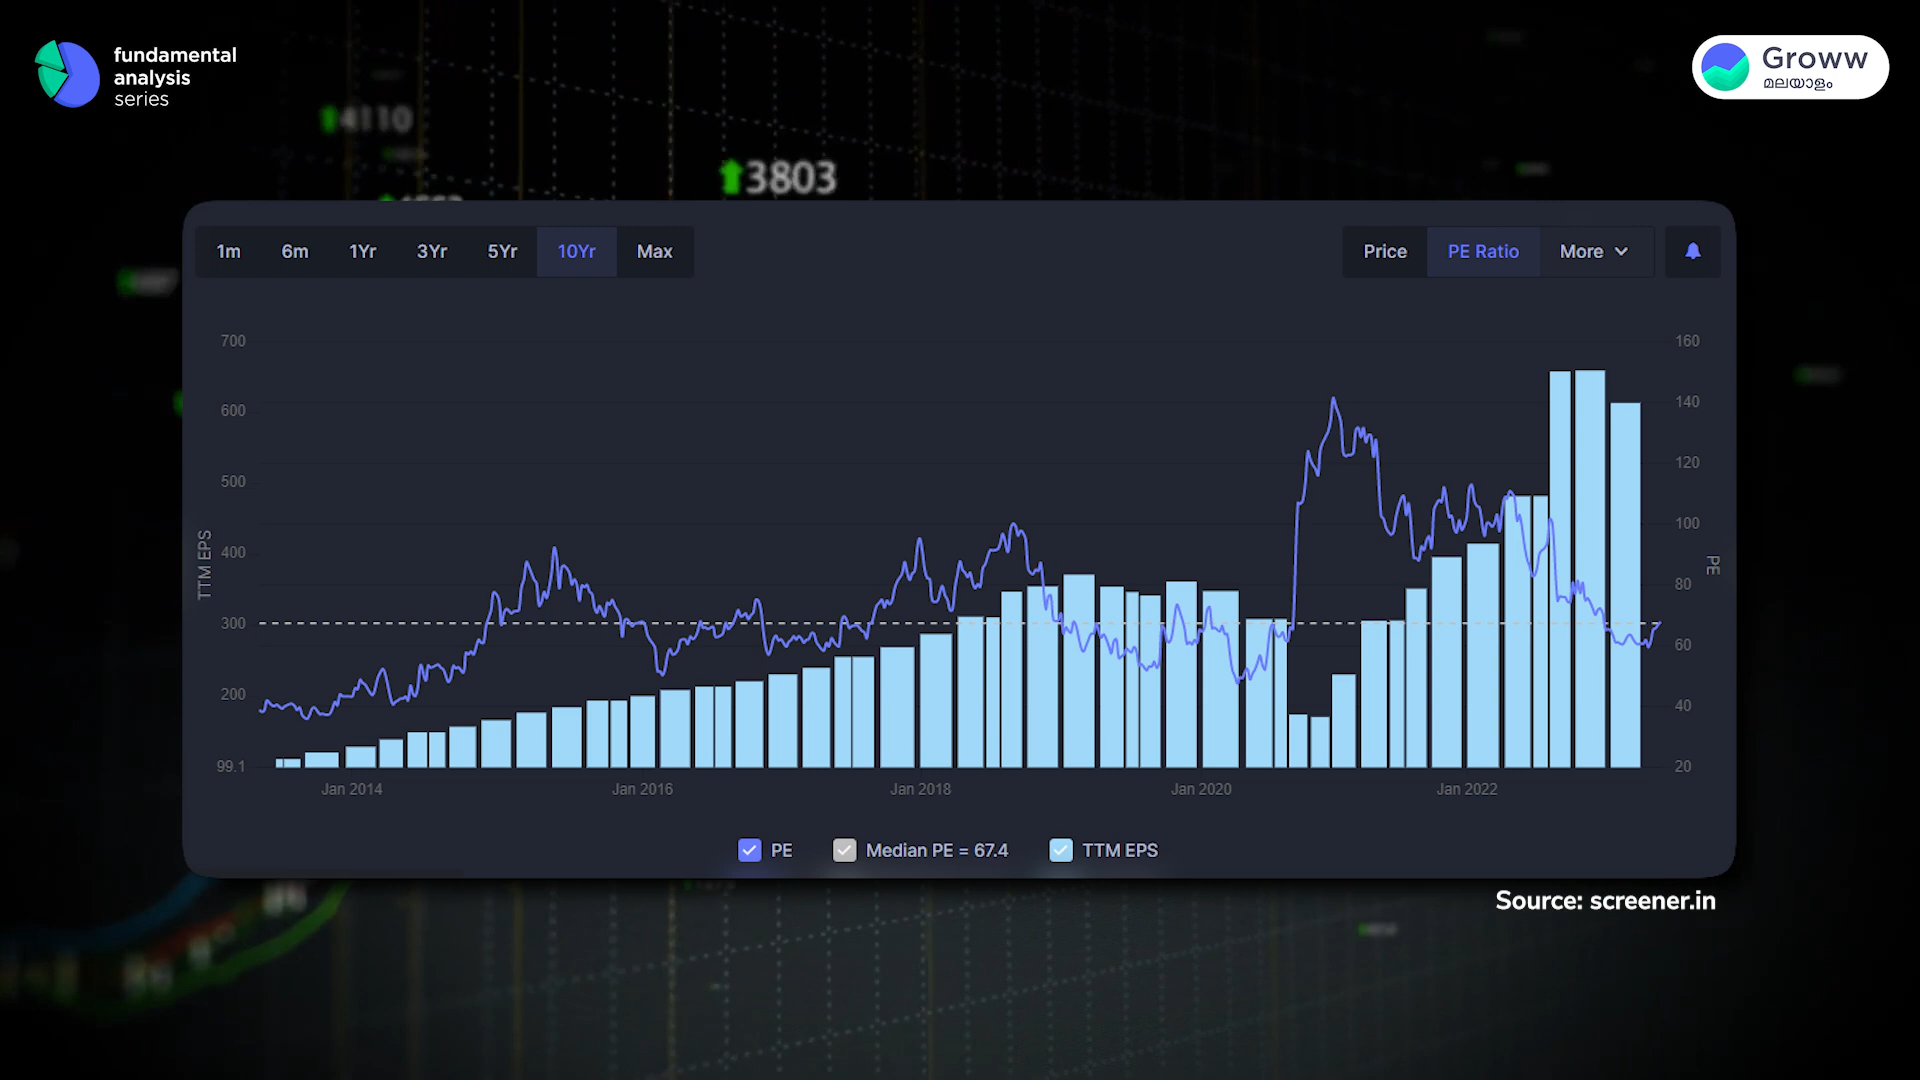 fundamental
analysis
series
Groww
മലയാളം
4110
3803
1m 6m 1Yr 3Yr 5Yr 10Yr Max
Price PE Ratio More
700 160
600 140
500 120
400 100
300 80
200 60
99.1 40
20
TTM EPS
PE
Jan 2014 Jan 2016 Jan 2018 Jan 2020 Jan 2022
PE Median PE = 67.4 TTM EPS
Source: screener.in